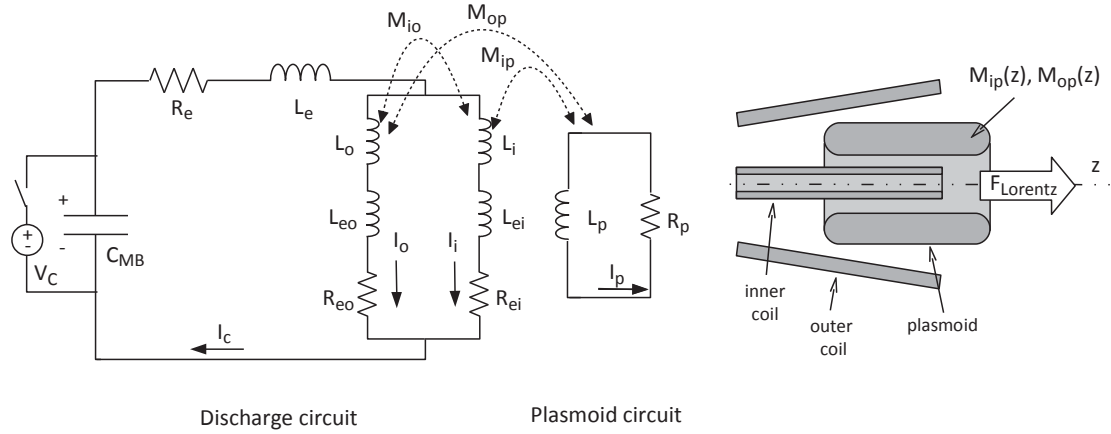 M_io
M_op
M_ip
R_e
L_e
L_o
L_i
L_eo
L_ei
I_o
I_i
R_eo
R_ei
L_p
R_p
I_p
+
-
V_C
+
-
C_MB
I_c
Discharge circuit
Plasmoid circuit
M_ip(z), M_op(z)
F_Lorentz
z
inner
coil
outer
coil
plasmoid